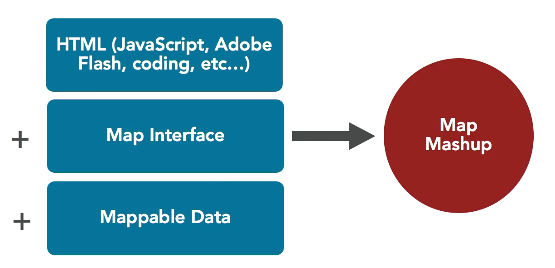 HTML (JavaScript, Adobe
Flash, coding, etc...)
+
Map Interface
+
Mappable Data
Map
Mashup